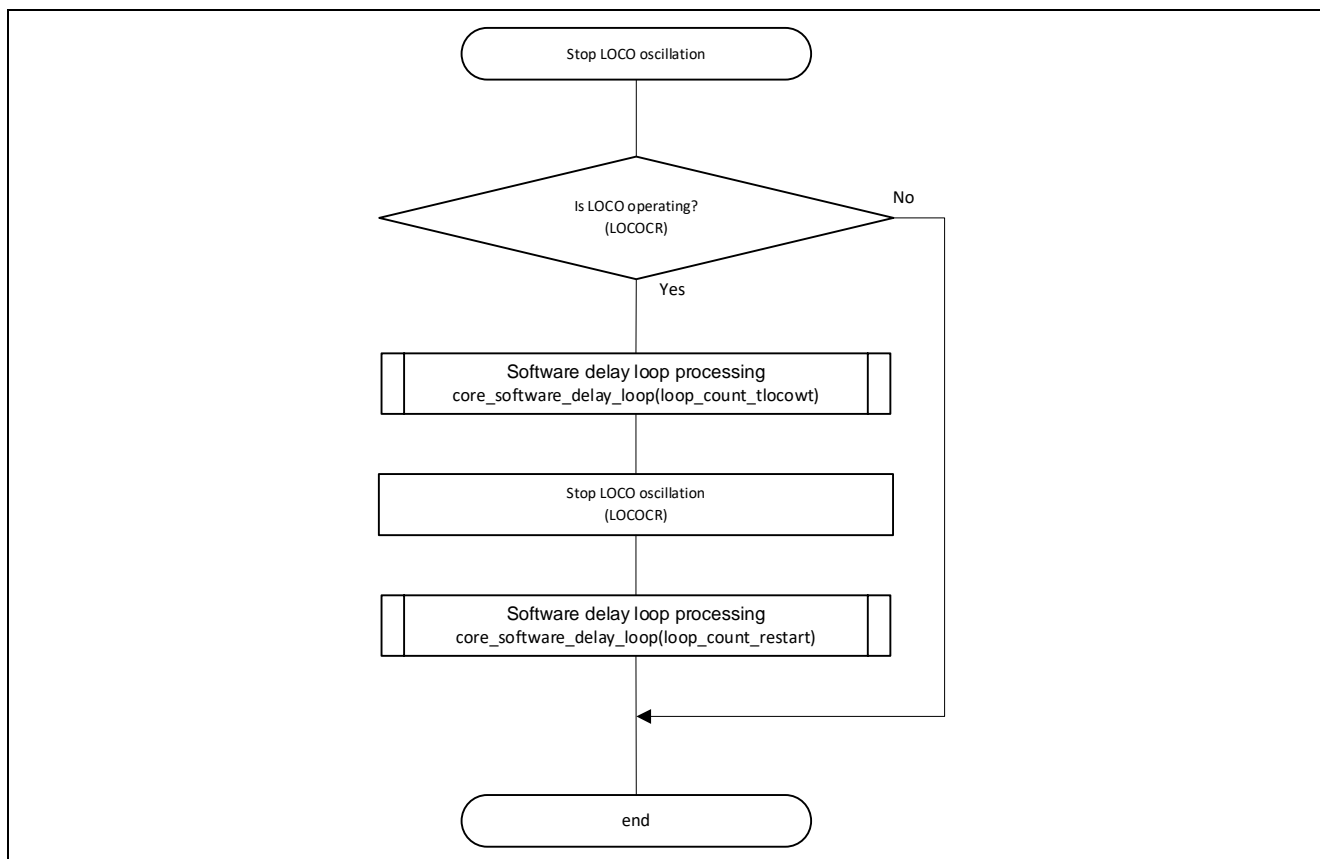 Stop LOCO oscillation
Is LOCO operating?
(LOCOCR)
No
Yes
Software delay loop processing
core_software_delay_loop(loop_count_tlocowt)
Stop LOCO oscillation
(LOCOCR)
Software delay loop processing
core_software_delay_loop(loop_count_restart)
end